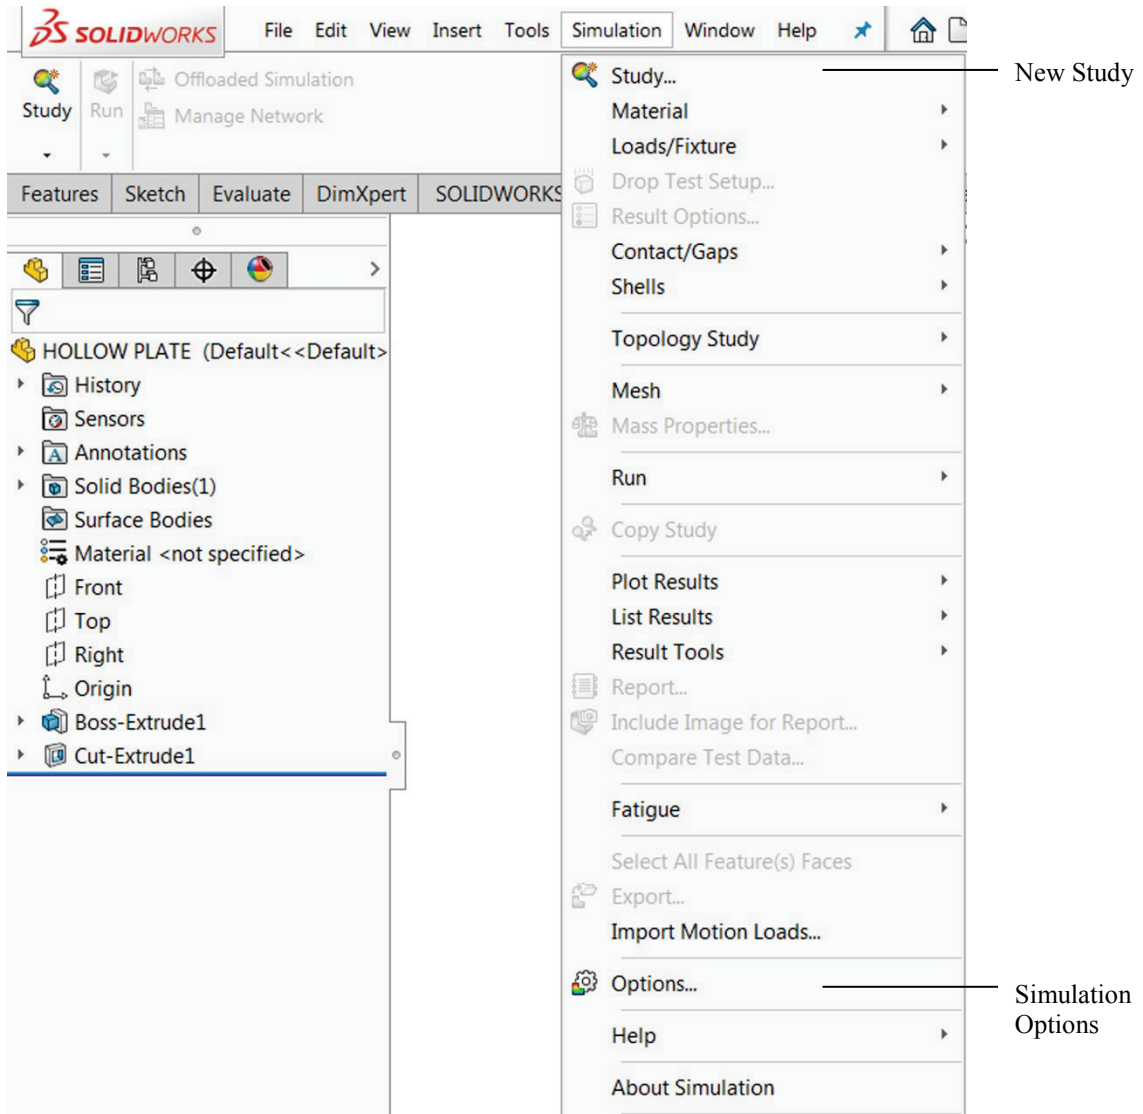 SOLIDWORKS File Edit View Insert Tools Simulation Window Help
Study
Run
Offloaded Simulation
Manage Netwo rk
Features Sketch Evaluate DimXpert SOLIDWORKS
HOLLOW PLATE (Default<<Default>
History
Sensors
Annotations
Solid Bodies(1)
Surface Bodies
Material <not specified>
Front
Top
Right
Origin
Boss-Extrude1
Cut-Extrude1
Study...
Material
Loads/Fixture
Drop Test Setup...
Result Options...
Contact/Gaps
Shells
Topology Study
Mesh
Mass Properties...
Run
Copy Study
Plot Results
List Results
Result Tools
Report...
Include Image for Report...
Compare Test Data...
Fatigue
Select All Feature(s) Faces
Export...
Import Motion Loads...
Options...
Help
About Simulation
New Study
Simulation
Options